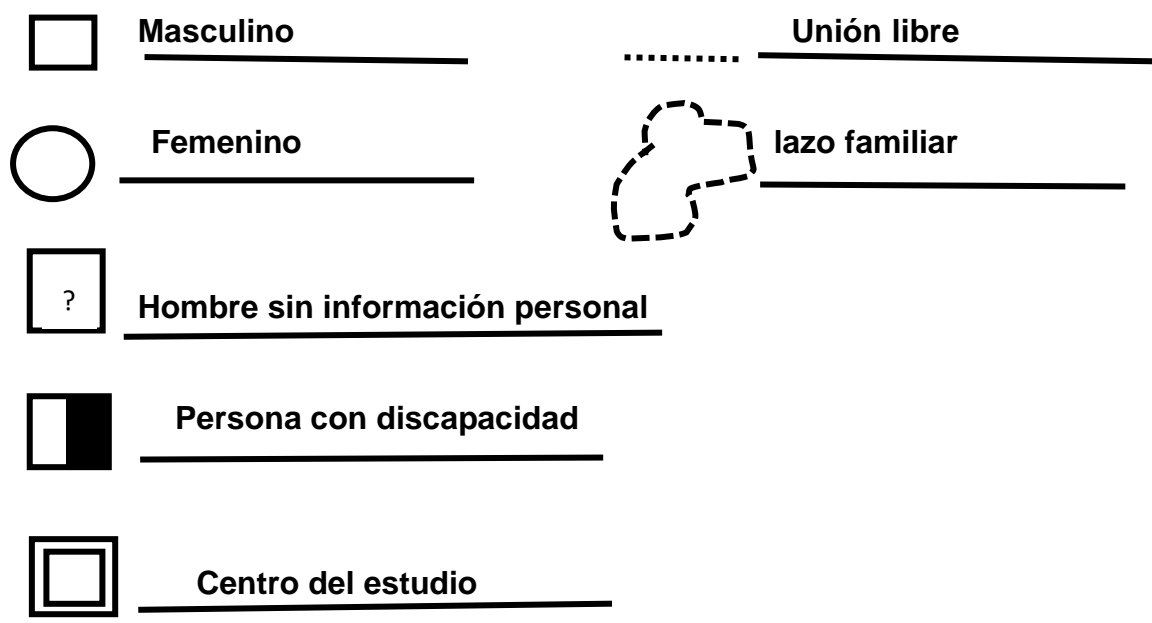 Masculino
Unión libre
Femenino
lazo familiar
?
Hombre sin información personal
Persona con discapacidad
Centro del estudio